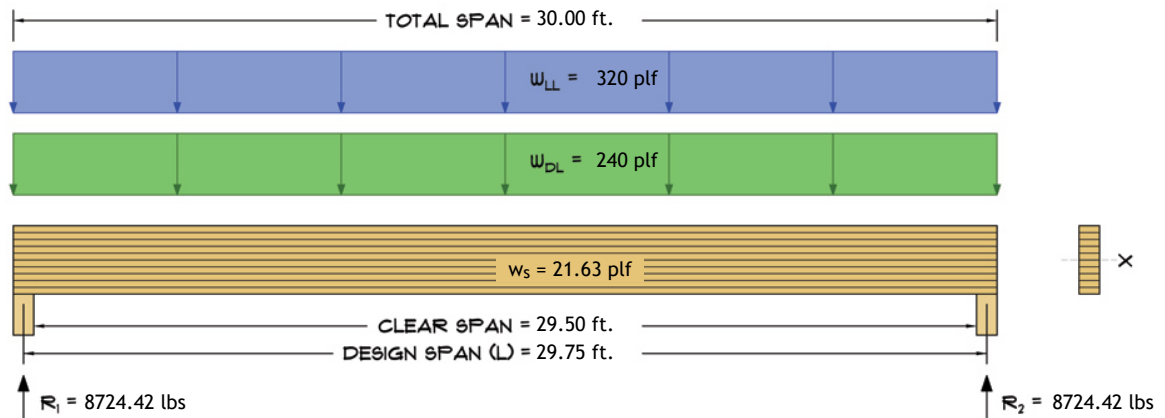 TOTAL SPAN = 30.00 ft.
wLL = 320 plf
wDL = 240 plf
ws = 21.63 plf
X
CLEAR SPAN = 29.50 ft.
DESIGN SPAN (L) = 29.75 ft.
R1 = 8724.42 lbs
R2 = 8724.42 lbs